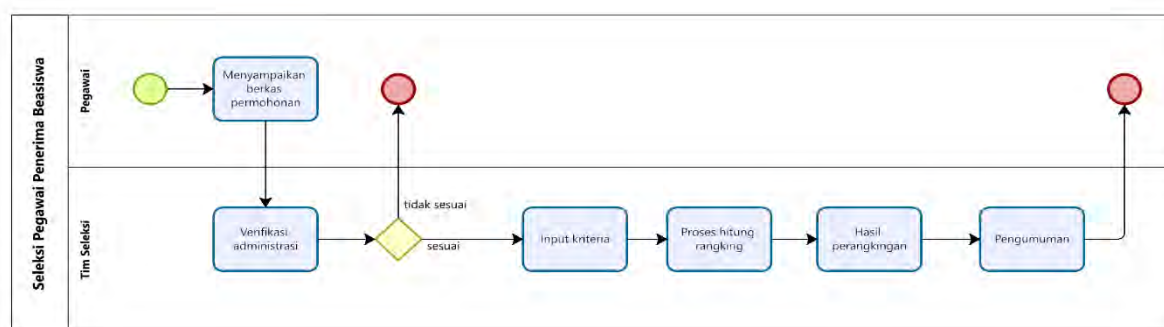 Seleksi Pegawai Penerima Beasiswa
Pegawai
Menyampaikan
berkas
permohonan
Tim Seleksi
Verifikasi
administrasi
tidak sesuai
sesuai
Input kriteria
Proses hitung
rangking
Hasil
perangkingan
Pengumuman